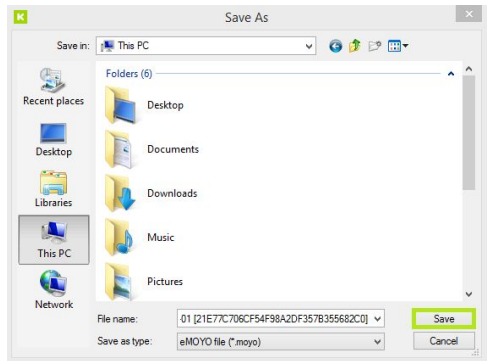 K
Save As
Save in:
This PC
Folders (6)
Recent places
Desktop
Libraries
This PC
Network
Desktop
Documents
Downloads
Music
Pictures
File name: 01 [21E77C706CF54F98A2DF357B355682C0] Save
Save as type: eMOYO file (*.moyo) Cancel